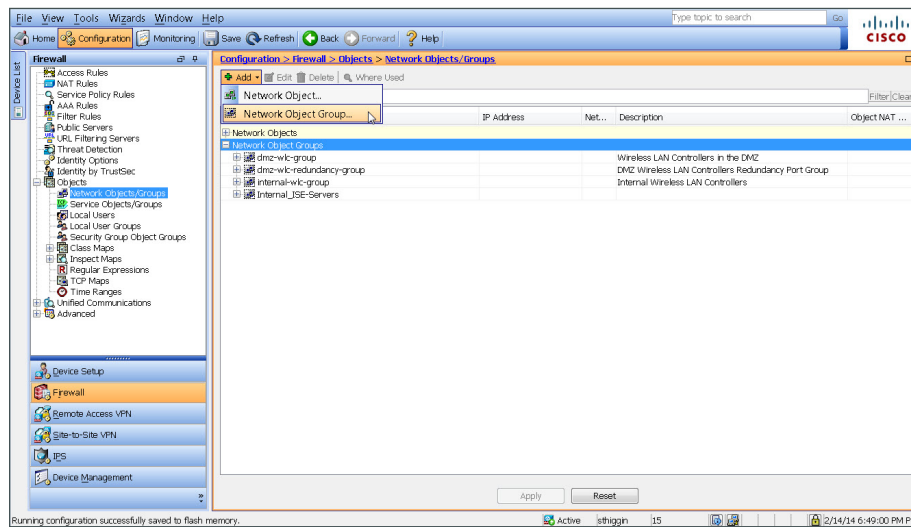 File View Tools Wizards Window Help
Type topic to search Go
CISCO
Home Configuration Monitoring Save Refresh Back Forward Help
Device List
Firewall
Access Rules
NAT Rules
Service Policy Rules
AAA Rules
Filter Rules
Public Servers
URL Filtering Servers
Threat Detection
Identity Options
Identity by TrustSec
Objects
Network Objects/Groups
Service Objects/Groups
Local Users
Local User Groups
Security Group Object Groups
Class Maps
Inspect Maps
Regular Expressions
TCP Maps
Time Ranges
Unified Communications
Advanced
Device Setup
Firewall
Remote Access VPN
Site-to-Site VPN
IPS
Device Management
Configuration > Firewall > Objects > Network Objects/Groups
Add Edit Delete Where Used
Network Object...
Network Object Group...
Filter Clear
IP Address Net... Description Object NAT ...
Network Objects
Network Object Groups
dmz-wlc-group Wireless LAN Controllers in the DMZ
dmz-wlc-redundancy-group DMZ Wireless LAN Controllers Redundancy Port Group
internal-wlc-group Internal Wireless LAN Controllers
Internal_ISE-Servers
Apply Reset
Running configuration successfully saved to flash memory. Active sthiggin 15 2/14/14 6:49:00 PM P